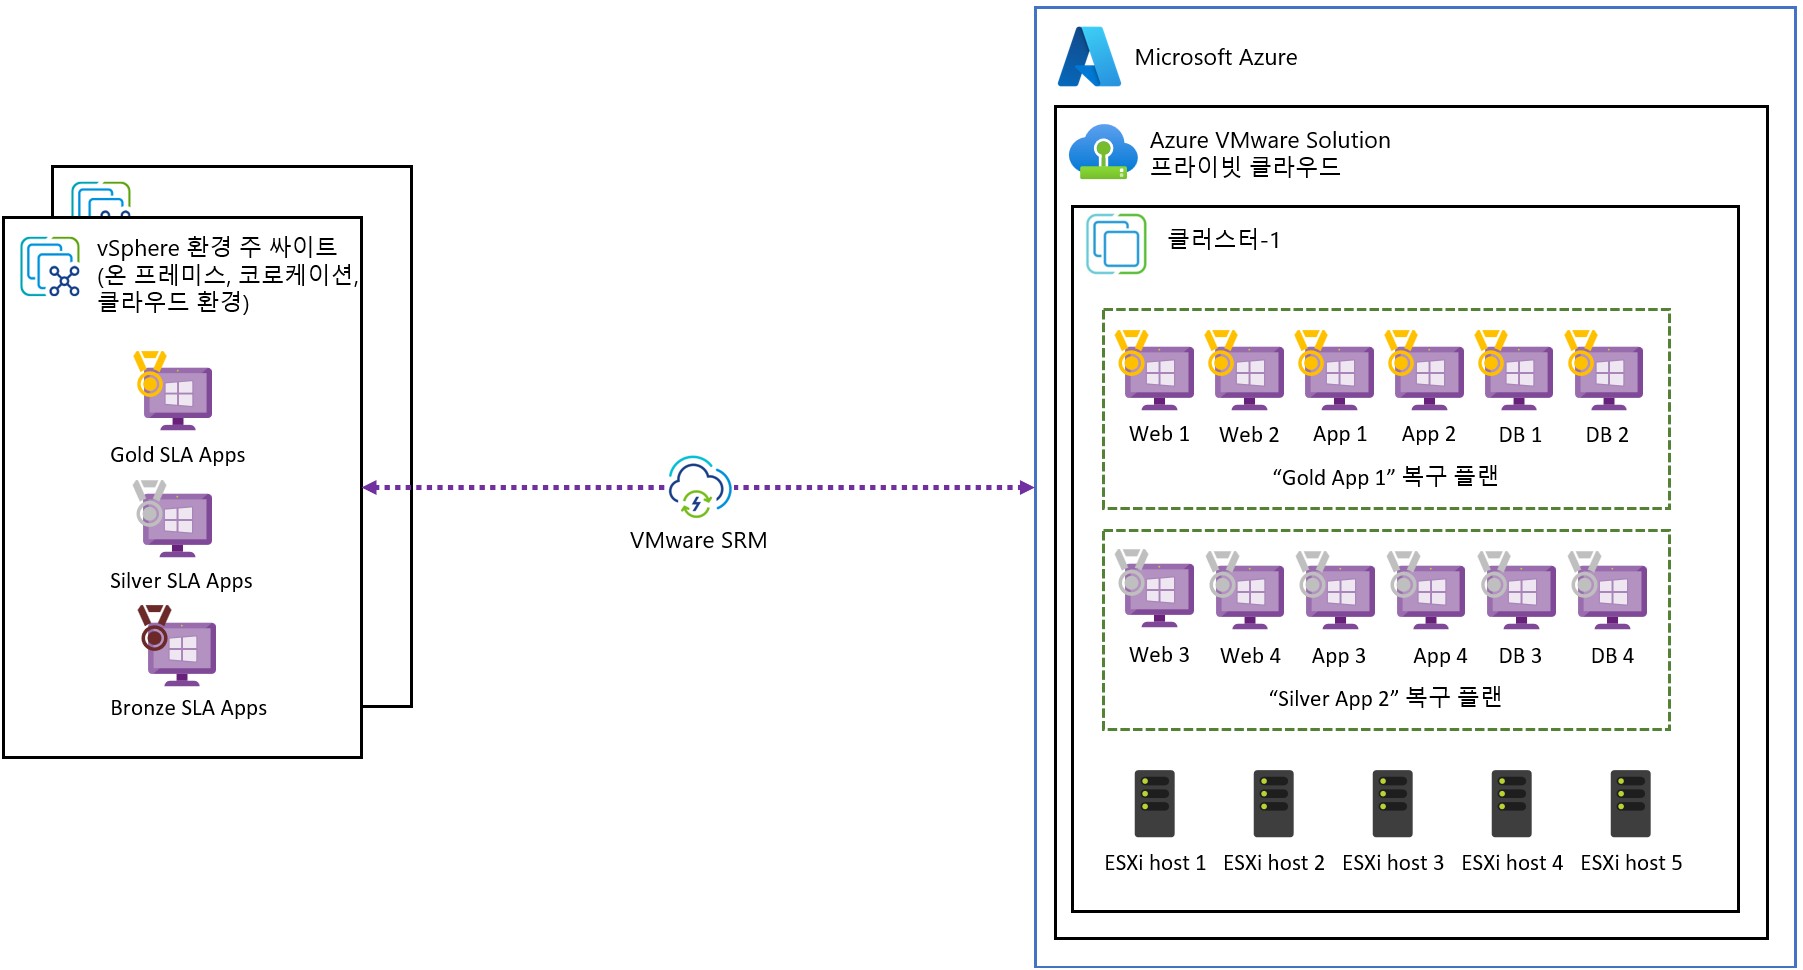 Microsoft Azure
Azure VMware Solution
프라이빗 클라우드
vSphere 환경 주 싸이트
(온 프레미스, 코로케이션,
클라우드 환경)
Gold SLA Apps
Silver SLA Apps
Bronze SLA Apps
VMware SRM
클러스터-1
Web 1 Web 2 App 1 App 2 DB 1 DB 2
“Gold App 1” 복구 플랜
Web 3 Web 4 App 3 App 4 DB 3 DB 4
“Silver App 2” 복구 플랜
ESXi host 1 ESXi host 2 ESXi host 3 ESXi host 4 ESXi host 5